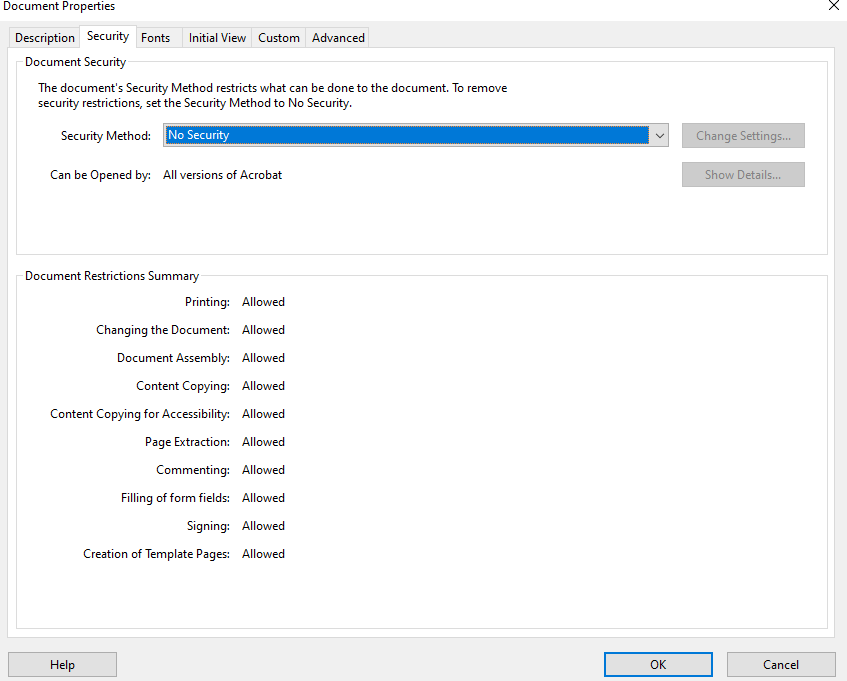 Document Properties
Description Security Fonts Initial View Custom Advanced
Document Security
The document's Security Method restricts what can be done to the document. To remove
security restrictions, set the Security Method to No Security.
Security Method: No Security Change Settings...
Can be Opened by: All versions of Acrobat Show Details...
Document Restrictions Summary
Printing: Allowed
Changing the Document: Allowed
Document Assembly: Allowed
Content Copying: Allowed
Content Copying for Accessibility: Allowed
Page Extraction: Allowed
Commenting: Allowed
Filling of form fields: Allowed
Signing: Allowed
Creation of Template Pages: Allowed
Help OK Cancel